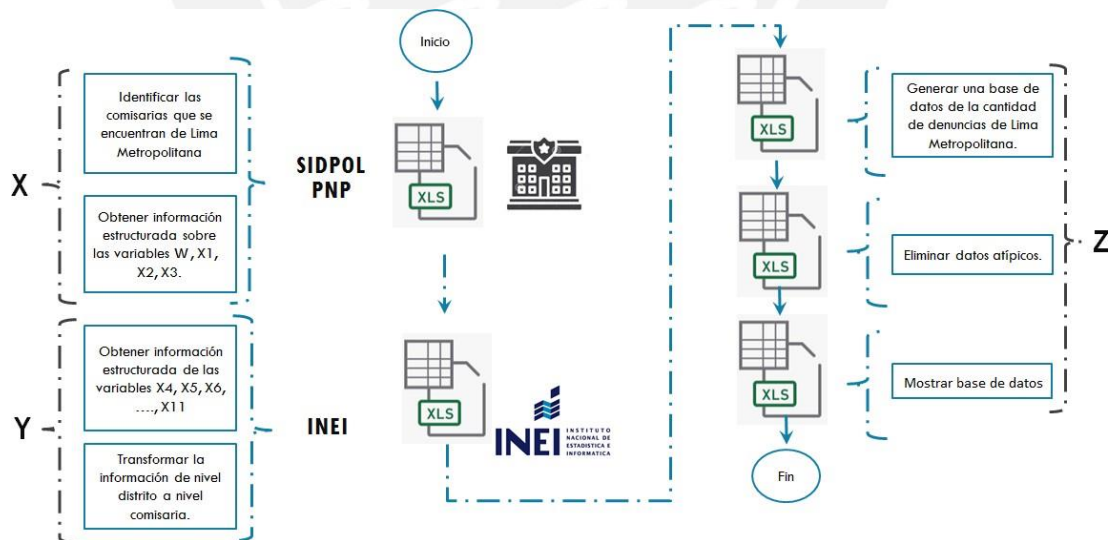 Inicio
X
Identificar las
comisarias que se
encuentran de Lima
Metropolitana
Obtener información
estructurada sobre
las variables W, X1,
X2, X3.
SIDPOL
PNP
XLS
Y
Obtener información
estructurada de las
variables X4, X5, X6,
...., X11
Transformar la
información de nivel
distrito a nivel
comisaria.
INEI
XLS
INEI
INSTITUTO
NACIONAL DE
ESTADISTICA E
INFORMATICA
XLS
Generar una base de
datos de la cantidad
de denuncias de Lima
Metropolitana.
XLS
Eliminar datos atípicos.
Z
XLS
Mostrar base de datos
Fin